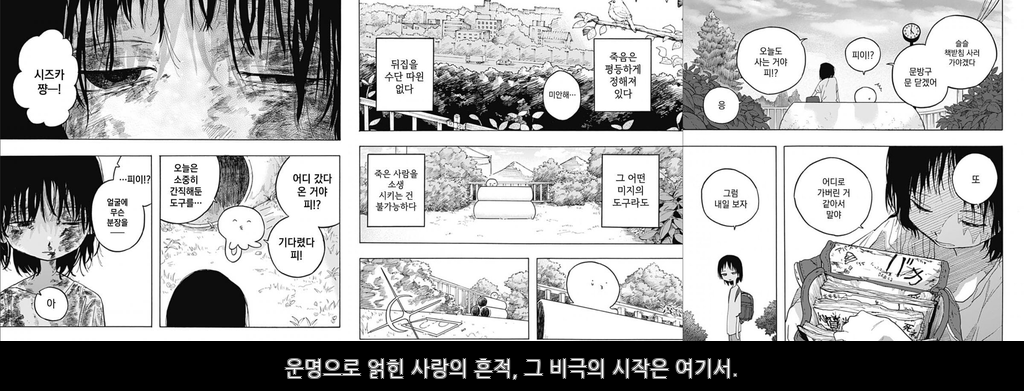 시즈카
쨩—!
어디 갔다
온 거야
피!?
기다렸다
피!
오늘은
소중히
간직해둔
도구를…
…피이!?
얼굴에
무슨
분장을
──
아
죽음은
평등하게
정해져
있다
미안해…
뒤집을
수단 따윈
없다
그 어떤
미지의
도구라도
죽은 사람을
소생
시키는 건
불가능하다
슬슬
책받침 사러
가야겠다
문방구
문 닫겠어
피이!?
오늘도
사는 거야
피!?
응
또
어디로
가버린 거
같아서
말야
バカ
그럼
내일 보자
운명으로 얽힌 사랑의 흔적, 그 비극의 시작은 여기서.